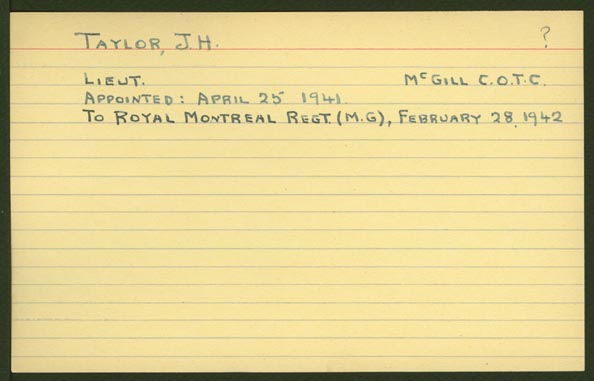 TAYLOR, J.H. ?
LIEUT. McGILL C.O.T.C.
APPOINTED: APRIL 25 1941.
TO ROYAL MONTREAL REGT. (M.G), FEBRUARY 28, 1942